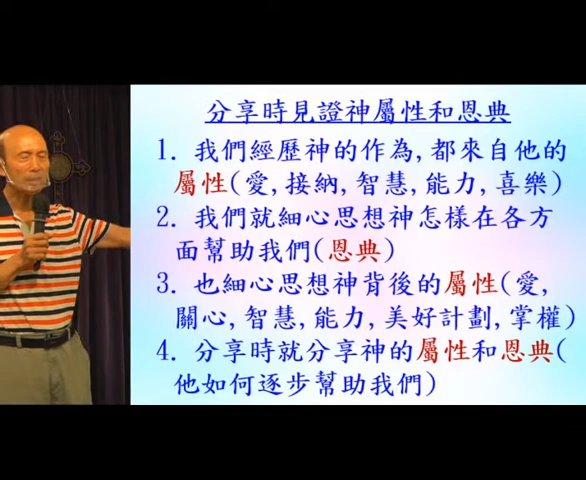 分享時見證神屬性和恩典
1. 我們經歷神的作為,都來自他的
屬性(愛,接納,智慧,能力,喜樂)
2. 我們就細心思想神怎樣在各方
面幫助我們(恩典)
3. 也細心思想神背後的屬性(愛,
關心,智慧,能力,美好計劃,掌權)
4. 分享時就分享神的屬性和恩典(
他如何逐步幫助我們)